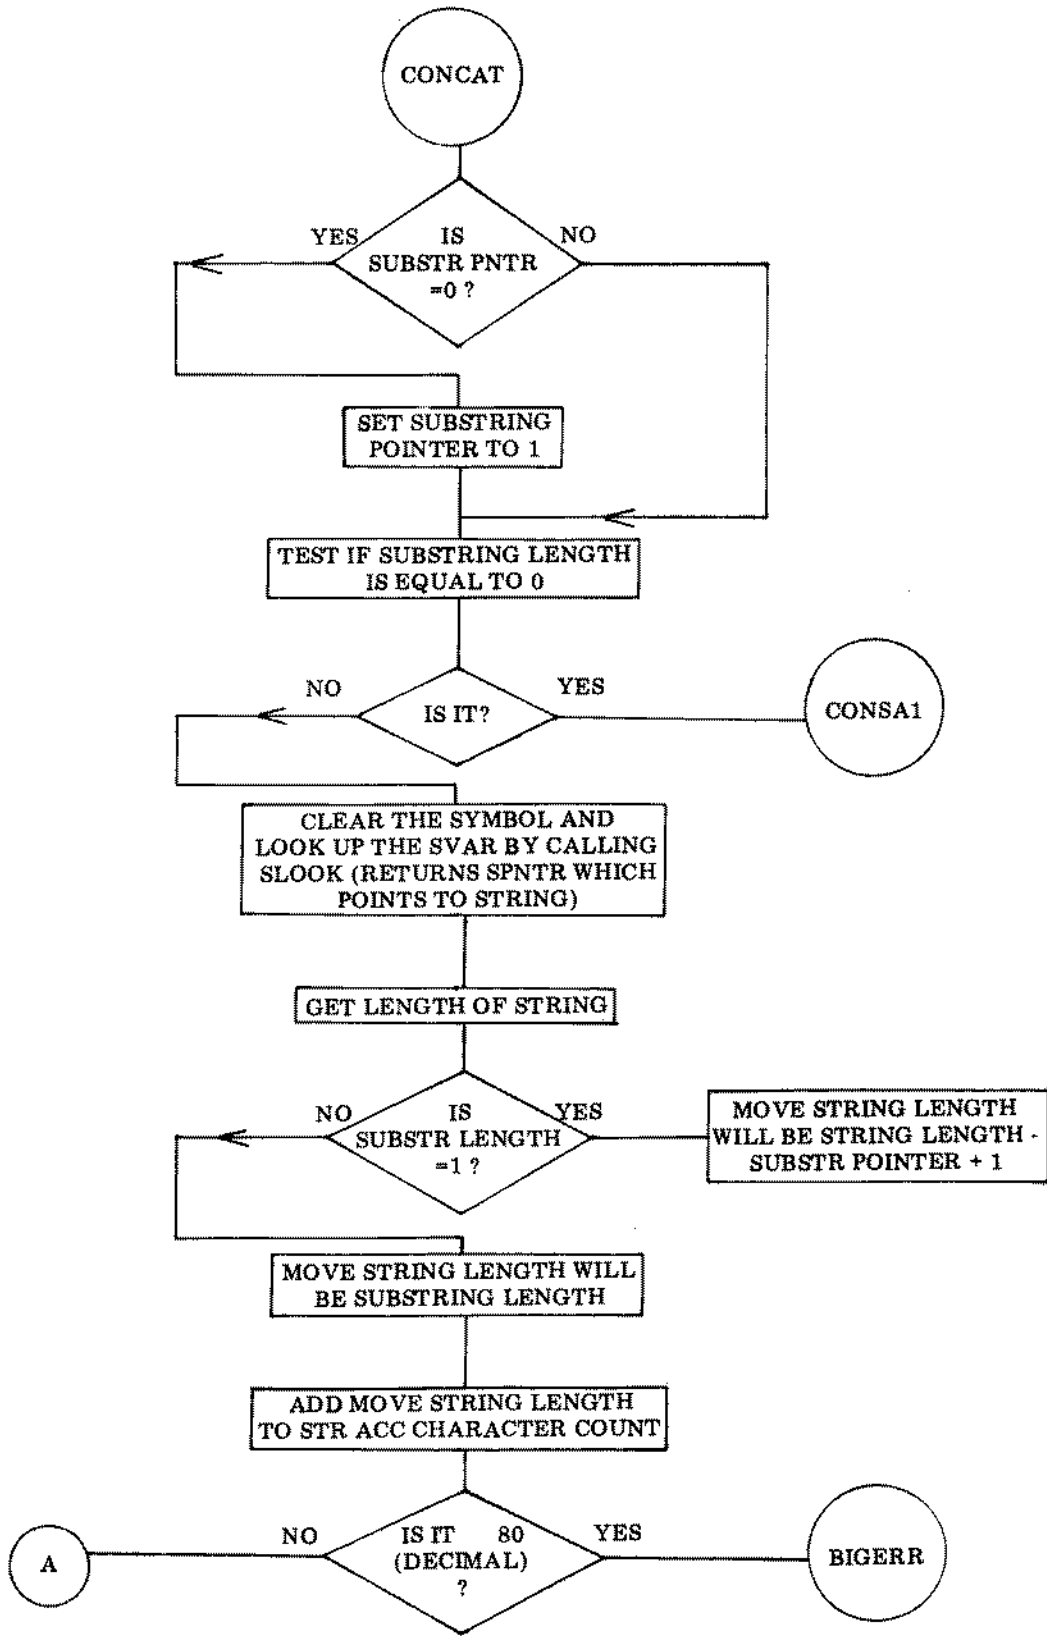 CONCAT
YES
IS
NO
SUBSTR PNTR
=0 ?
SET SUBSTRING
POINTER TO 1
TEST IF SUBSTRING LENGTH
IS EQUAL TO 0
NO
YES
IS IT?
CONSA1
CLEAR THE SYMBOL AND
LOOK UP THE SVAR BY CALLING
SLOOK (RETURNS SPNTR WHICH
POINTS TO STRING)
GET LENGTH OF STRING
NO
IS
YES
SUBSTR LENGTH
=1 ?
MOVE STRING LENGTH
WILL BE STRING LENGTH -
SUBSTR POINTER + 1
MOVE STRING LENGTH WILL
BE SUBSTRING LENGTH
ADD MOVE STRING LENGTH
TO STR ACC CHARACTER COUNT
NO
IS IT 80
YES
(DECIMAL)
?
A
BIGERR